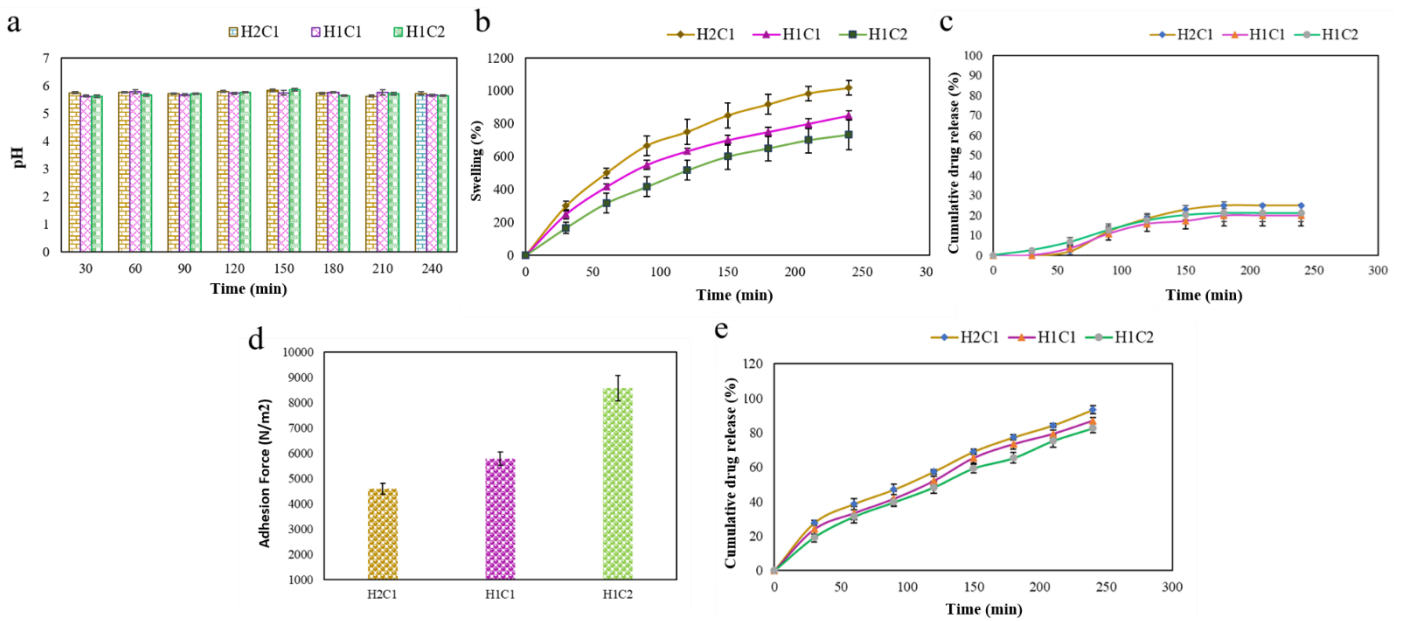 a
H2C1 H1C1 H1C2
7
6
5
4
3
2
1
0
pH
30 60 90 120 150 180 210 240
Time (min)
b
H2C1 H1C1 H1C2
1200
1000
800
600
400
200
0
Swelling (%)
0 50 100 150 200 250 30
Time (min)
c
H2C1 H1C1 H1C2
100
90
80
70
60
50
40
30
20
10
0
Cumulative drug release (%)
0 50 100 150 200 250 300
Time (min)
d
10000
9000
8000
7000
6000
5000
4000
3000
2000
1000
Adhesion Force (N/m2)
H2C1 H1C1 H1C2
e
H2C1 H1C1 H1C2
120
100
80
60
40
20
0
Cumulative drug release (%)
0 50 100 150 200 250 300
Time (min)